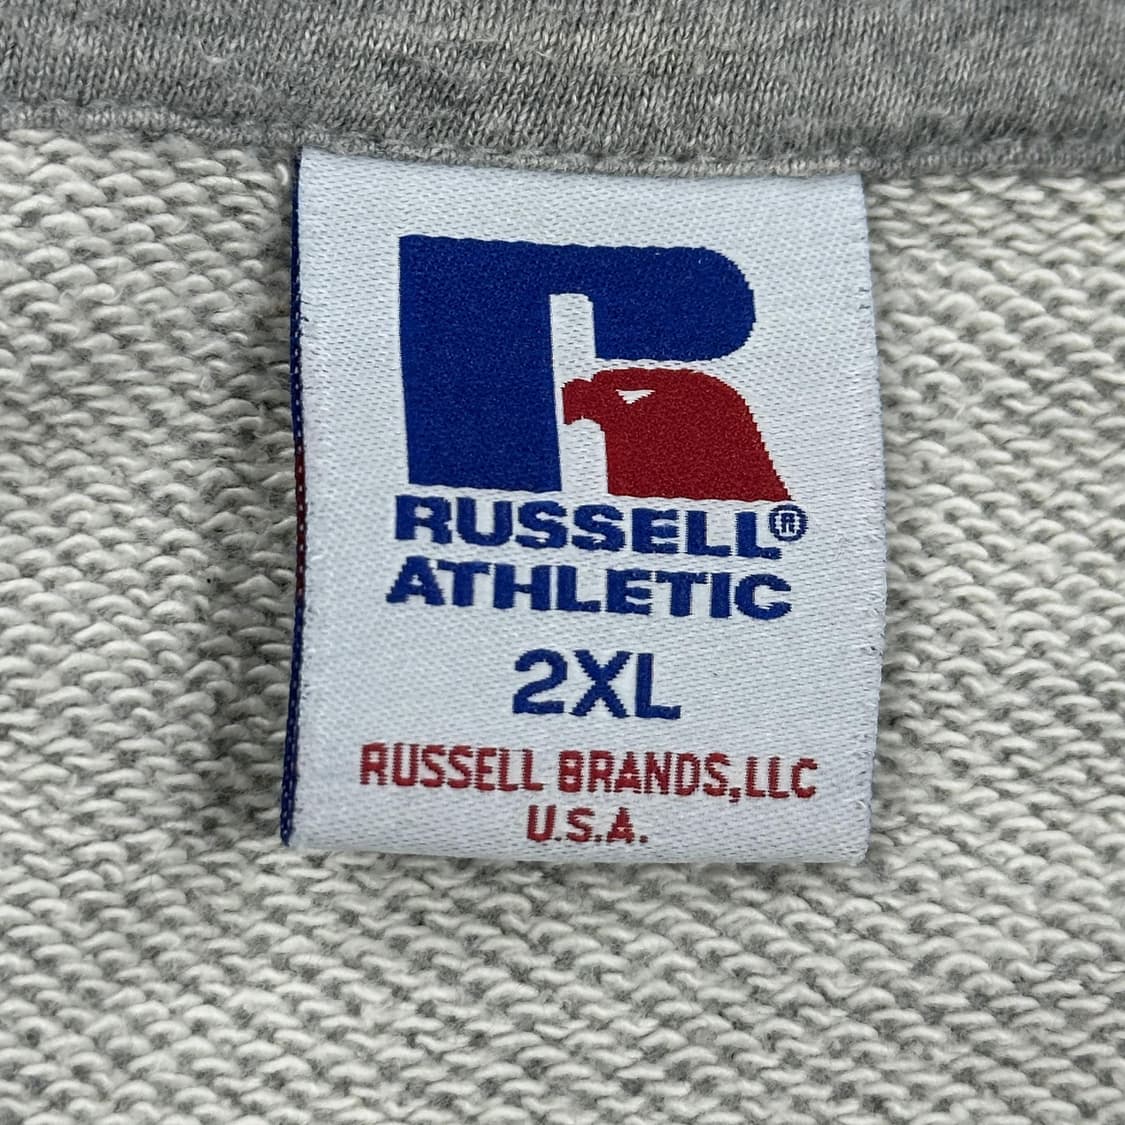 RUSSELL®
ATHLETIC
2XL
RUSSELL BRANDS,LLC
U.S.A.